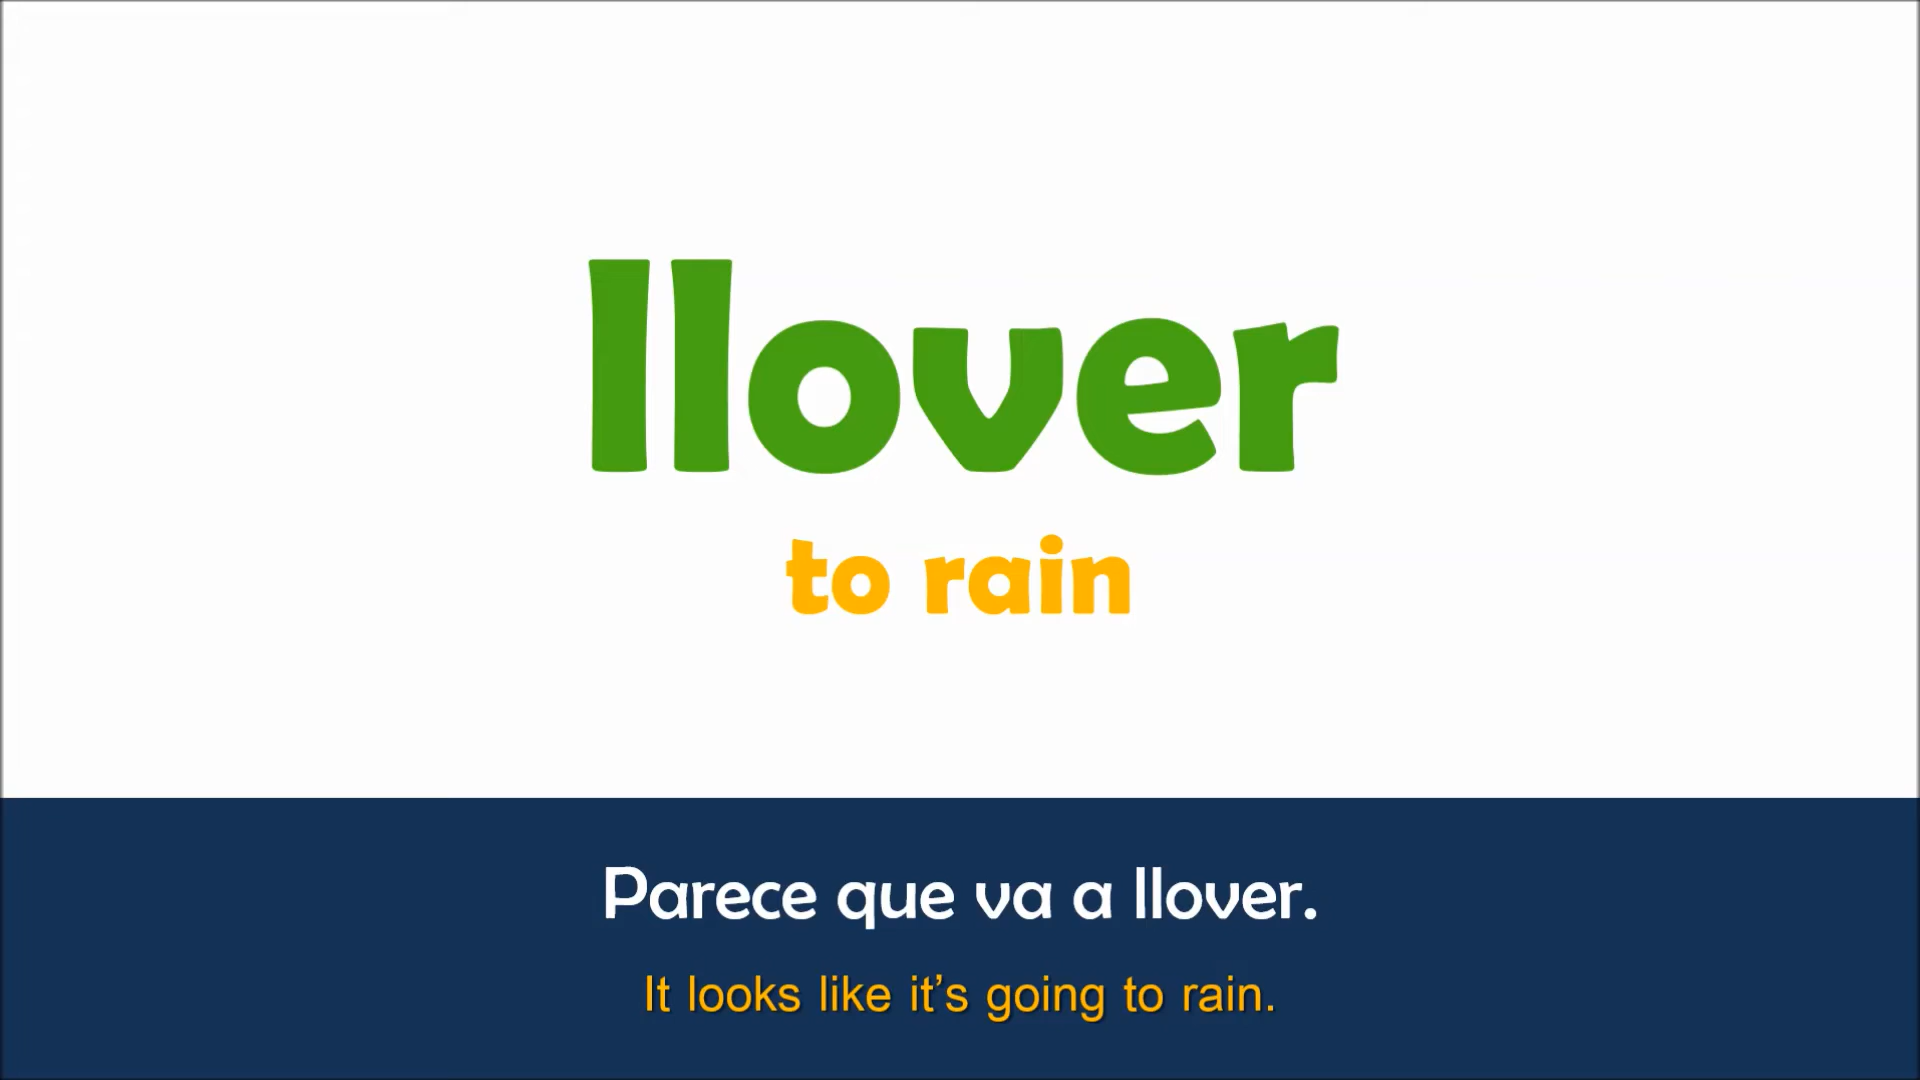 llover
to rain
Parece que va a llover.
It looks like it’s going to rain.